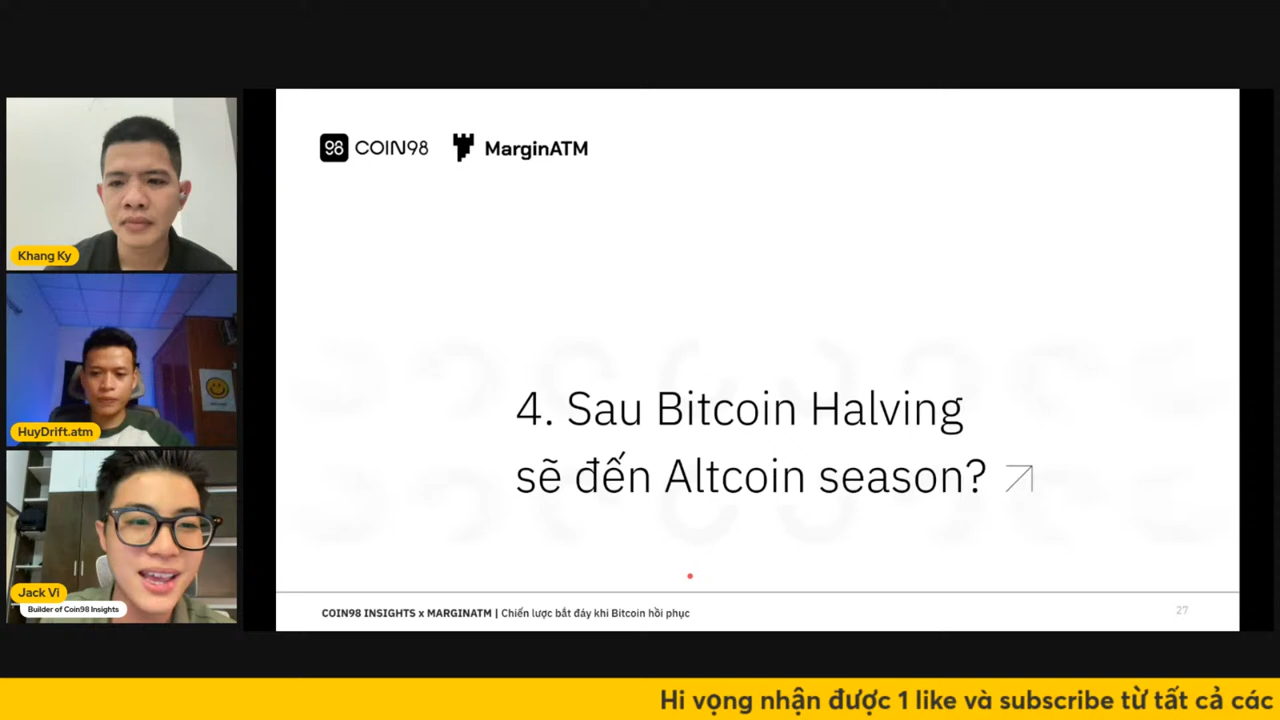 Khang Ky
HuyDrift.atm
Jack Vi
Builder of Coin98 Insights
98 COIN98 MarginATM
4. Sau Bitcoin Halving
sẽ đến Altcoin season?
COIN98 INSIGHTS x MARGINATM | Chiến lược bắt đáy khi Bitcoin hồi phục
27
Hi vọng nhận được 1 like và subscribe từ tất cả các